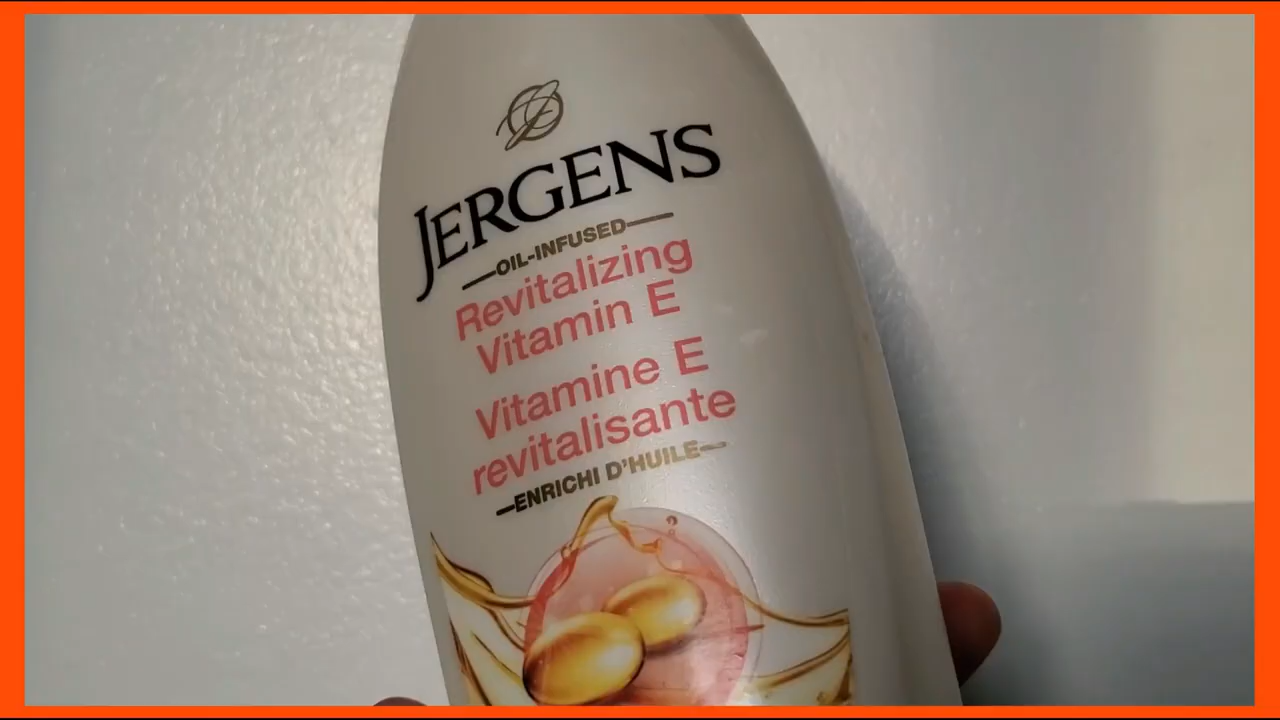 JERGENS
OIL-INFUSED
Revitalizing
Vitamin E
Vitamine E
revitalisante
ENRICHI D'HUILE